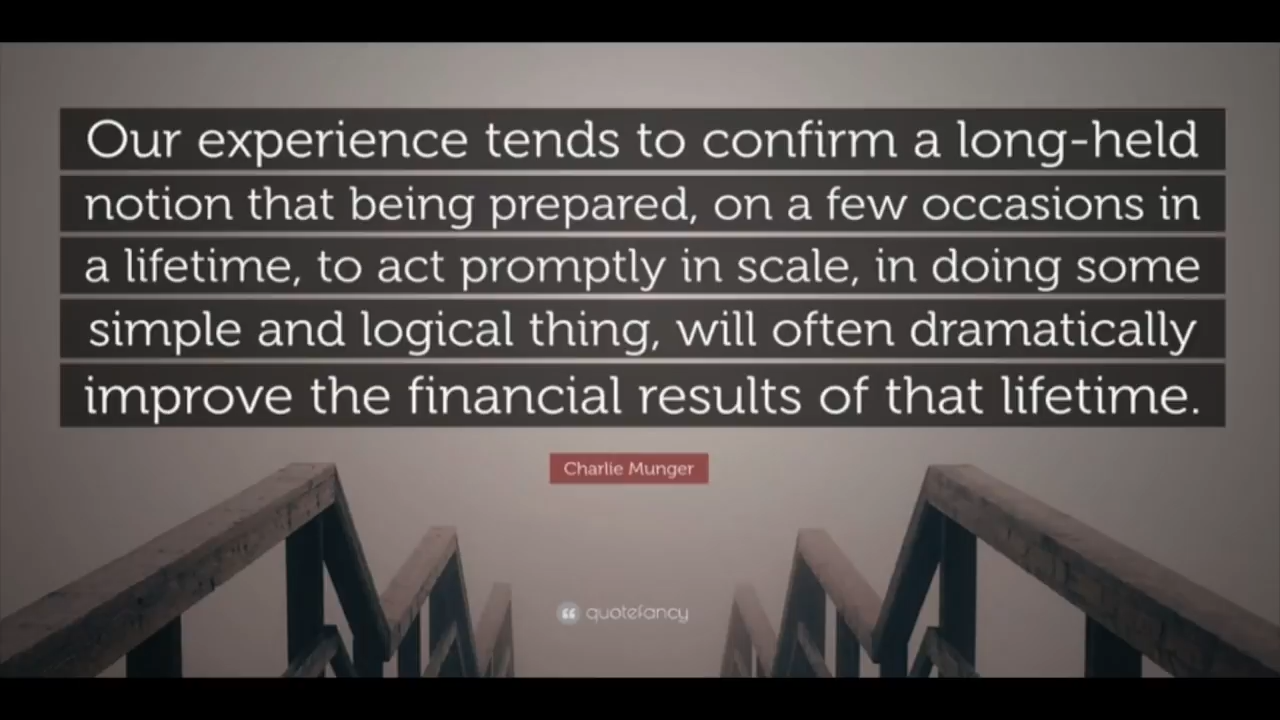 Our experience tends to confirm a long-held
notion that being prepared, on a few occasions in
a lifetime, to act promptly in scale, in doing some
simple and logical thing, will often dramatically
improve the financial results of that lifetime.
Charlie Munger
quotefancy